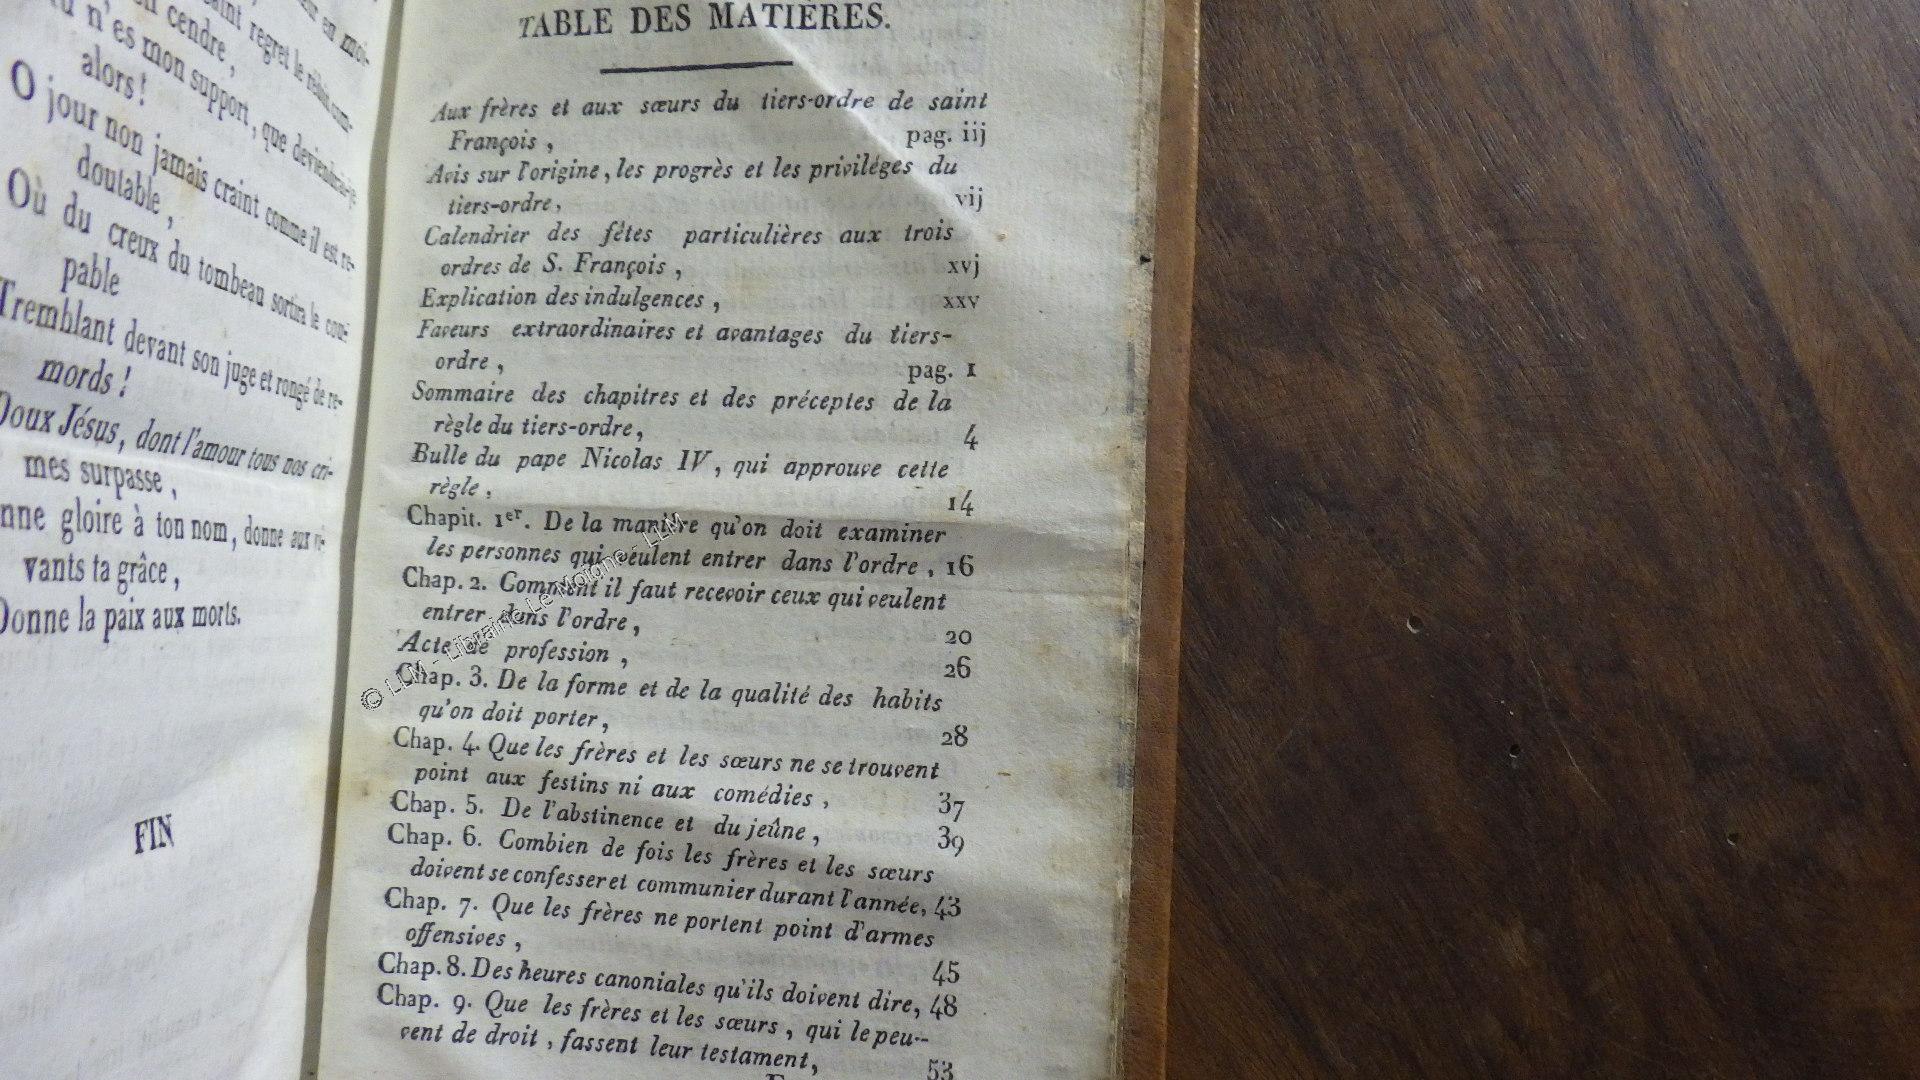 cendre,
n'es mon support, que deviendrai-je
alors!
O jour non jamais craint comme il est re-
doutable,
Où du creux du tombeau sortira le cou-
pable
Tremblant devant son juge et rongé de re-
mords!
Doux Jésus, dont l'amour tous nos cri-
mes surpasse,
nne gloire à ton nom, donne aux vi-
vants ta grâce,
Donne la paix aux morts.
FIN
TABLE DES MATIÈRES.
Aux frères et aux sœurs du tiers-ordre de saint
François, pag. iij
Avis sur l'origine, les progrès et les priviléges du
tiers-ordre, vij
Calendrier des fêtes particulières aux trois
ordres de S. François, xvj
Explication des indulgences, xxv
Faveurs extraordinaires et avantages du tiers-
ordre, pag. 1
Sommaire des chapitres et des préceptes de la
règle du tiers-ordre, 4
Bulle du pape Nicolas IV, qui approuve cette
règle, 14
Chapit. 1er. De la manière qu'on doit examiner
les personnes qui veulent entrer dans l'ordre, 16
Chap. 2. Comment il faut recevoir ceux qui veulent
entrer dans l'ordre, 20
Acte de profession, 26
Chap. 3. De la forme et de la qualité des habits
qu'on doit porter, 28
Chap. 4. Que les frères et les sœurs ne se trouvent
point aux festins ni aux comédies, 37
Chap. 5. De l'abstinence et du jeûne, 39
Chap. 6. Combien de fois les frères et les sœurs
doivent se confesser et communier durant l'année, 43
Chap. 7. Que les frères ne portent point d'armes
offensives, 45
Chap. 8. Des heures canoniales qu'ils doivent dire, 48
Chap. 9. Que les frères et les sœurs, qui le peu-
vent de droit, fassent leur testament, 53
© LLM - Librairie Le Moione - LLM